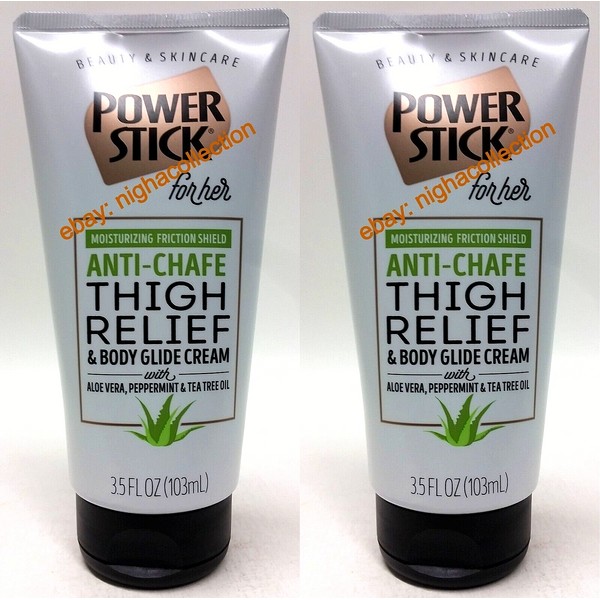 BEAUTY & SKINCARE
POWER
STICK®
for her
ebay: nighacollection
MOISTURIZING FRICTION SHIELD
ANTI-CHAFE
THIGH
RELIEF
& BODY GLIDE CREAM
with
ALOE VERA, PEPPERMINT & TEA TREE OIL
3.5 FL OZ (103mL)
BEAUTY & SKINCARE
POWER
STICK®
for her
ebay: nighacollection
MOISTURIZING FRICTION SHIELD
ANTI-CHAFE
THIGH
RELIEF
& BODY GLIDE CREAM
with
ALOE VERA, PEPPERMINT & TEA TREE OIL
3.5 FL OZ (103mL)